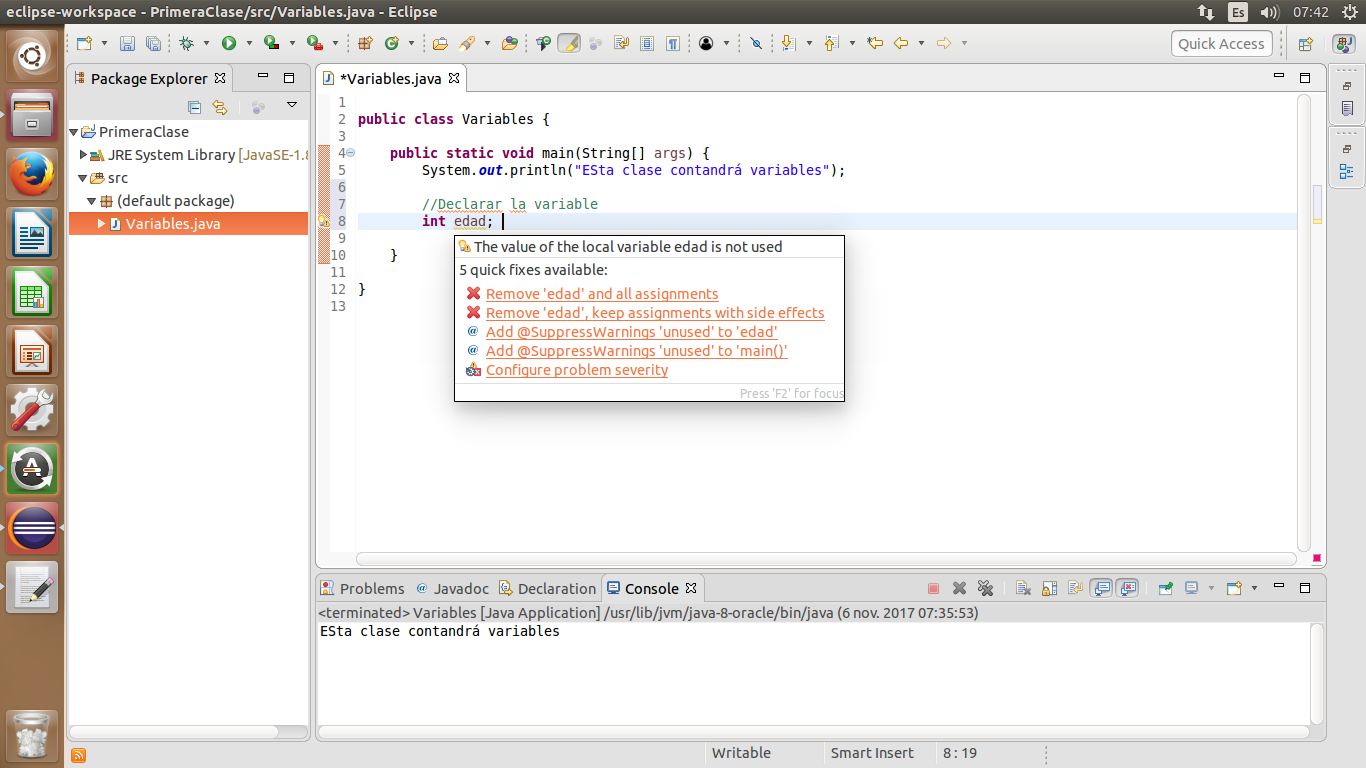 eclipse-workspace - PrimeraClase/src/Variables.java - Eclipse
Es
07:42
Quick Access
Package Explorer
*Variables.java
PrimeraClase
JRE System Library [JavaSE-1.8
src
(default package)
Variables.java
1
2 public class Variables {
3
4 public static void main(String[] args) {
5 System.out.println("ESta clase contandrá variables");
6
7 //Declarar la variable
8 int edad;
9
10 }
11
12 }
13
The value of the local variable edad is not used
5 quick fixes available:
Remove 'edad' and all assignments
Remove 'edad', keep assignments with side effects
@ Add @SuppressWarnings 'unused' to 'edad'
@ Add @SuppressWarnings 'unused' to 'main()'
Configure problem severity
Press 'F2' for focus
Problems @ Javadoc Declaration Console
<terminated> Variables [Java Application] /usr/lib/jvm/java-8-oracle/bin/java (6 nov. 2017 07:35:53)
ESta clase contandrá variables
Writable Smart Insert 8 : 19